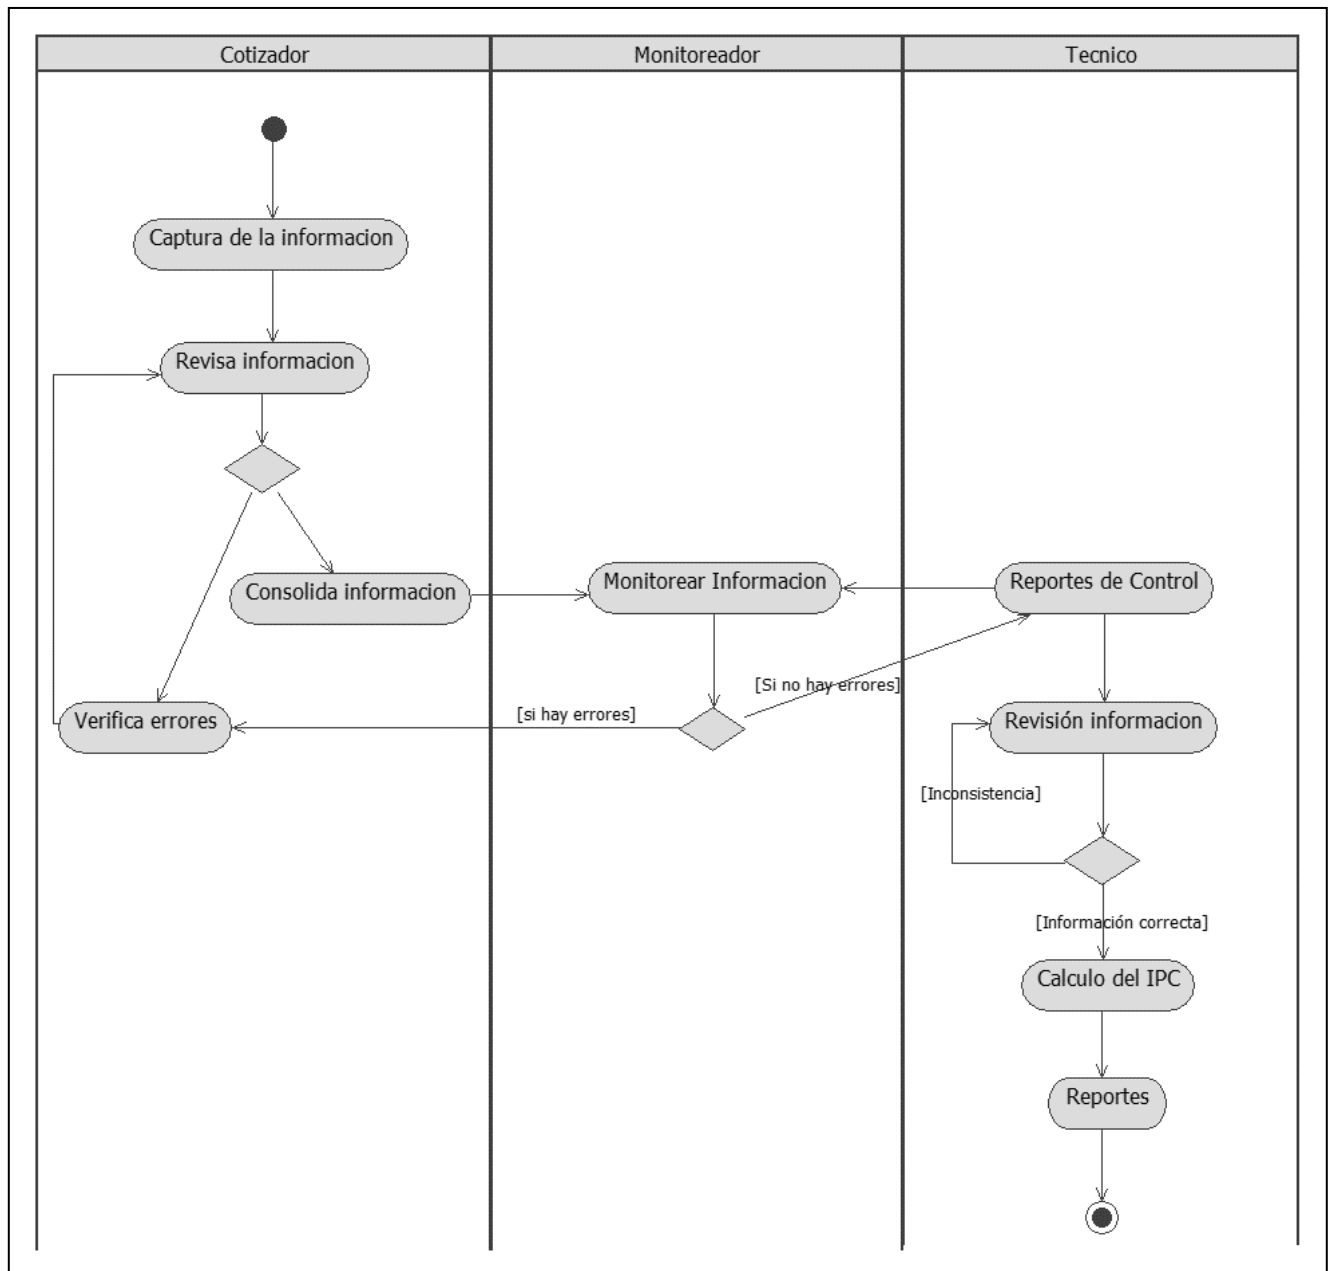 Cotizador
Monitoreador
Tecnico
Captura de la informacion
Revisa informacion
Consolida informacion
Monitorear Informacion
Reportes de Control
[Si no hay errores]
[si hay errores]
Verifica errores
Revisión informacion
[Inconsistencia]
[Información correcta]
Calculo del IPC
Reportes